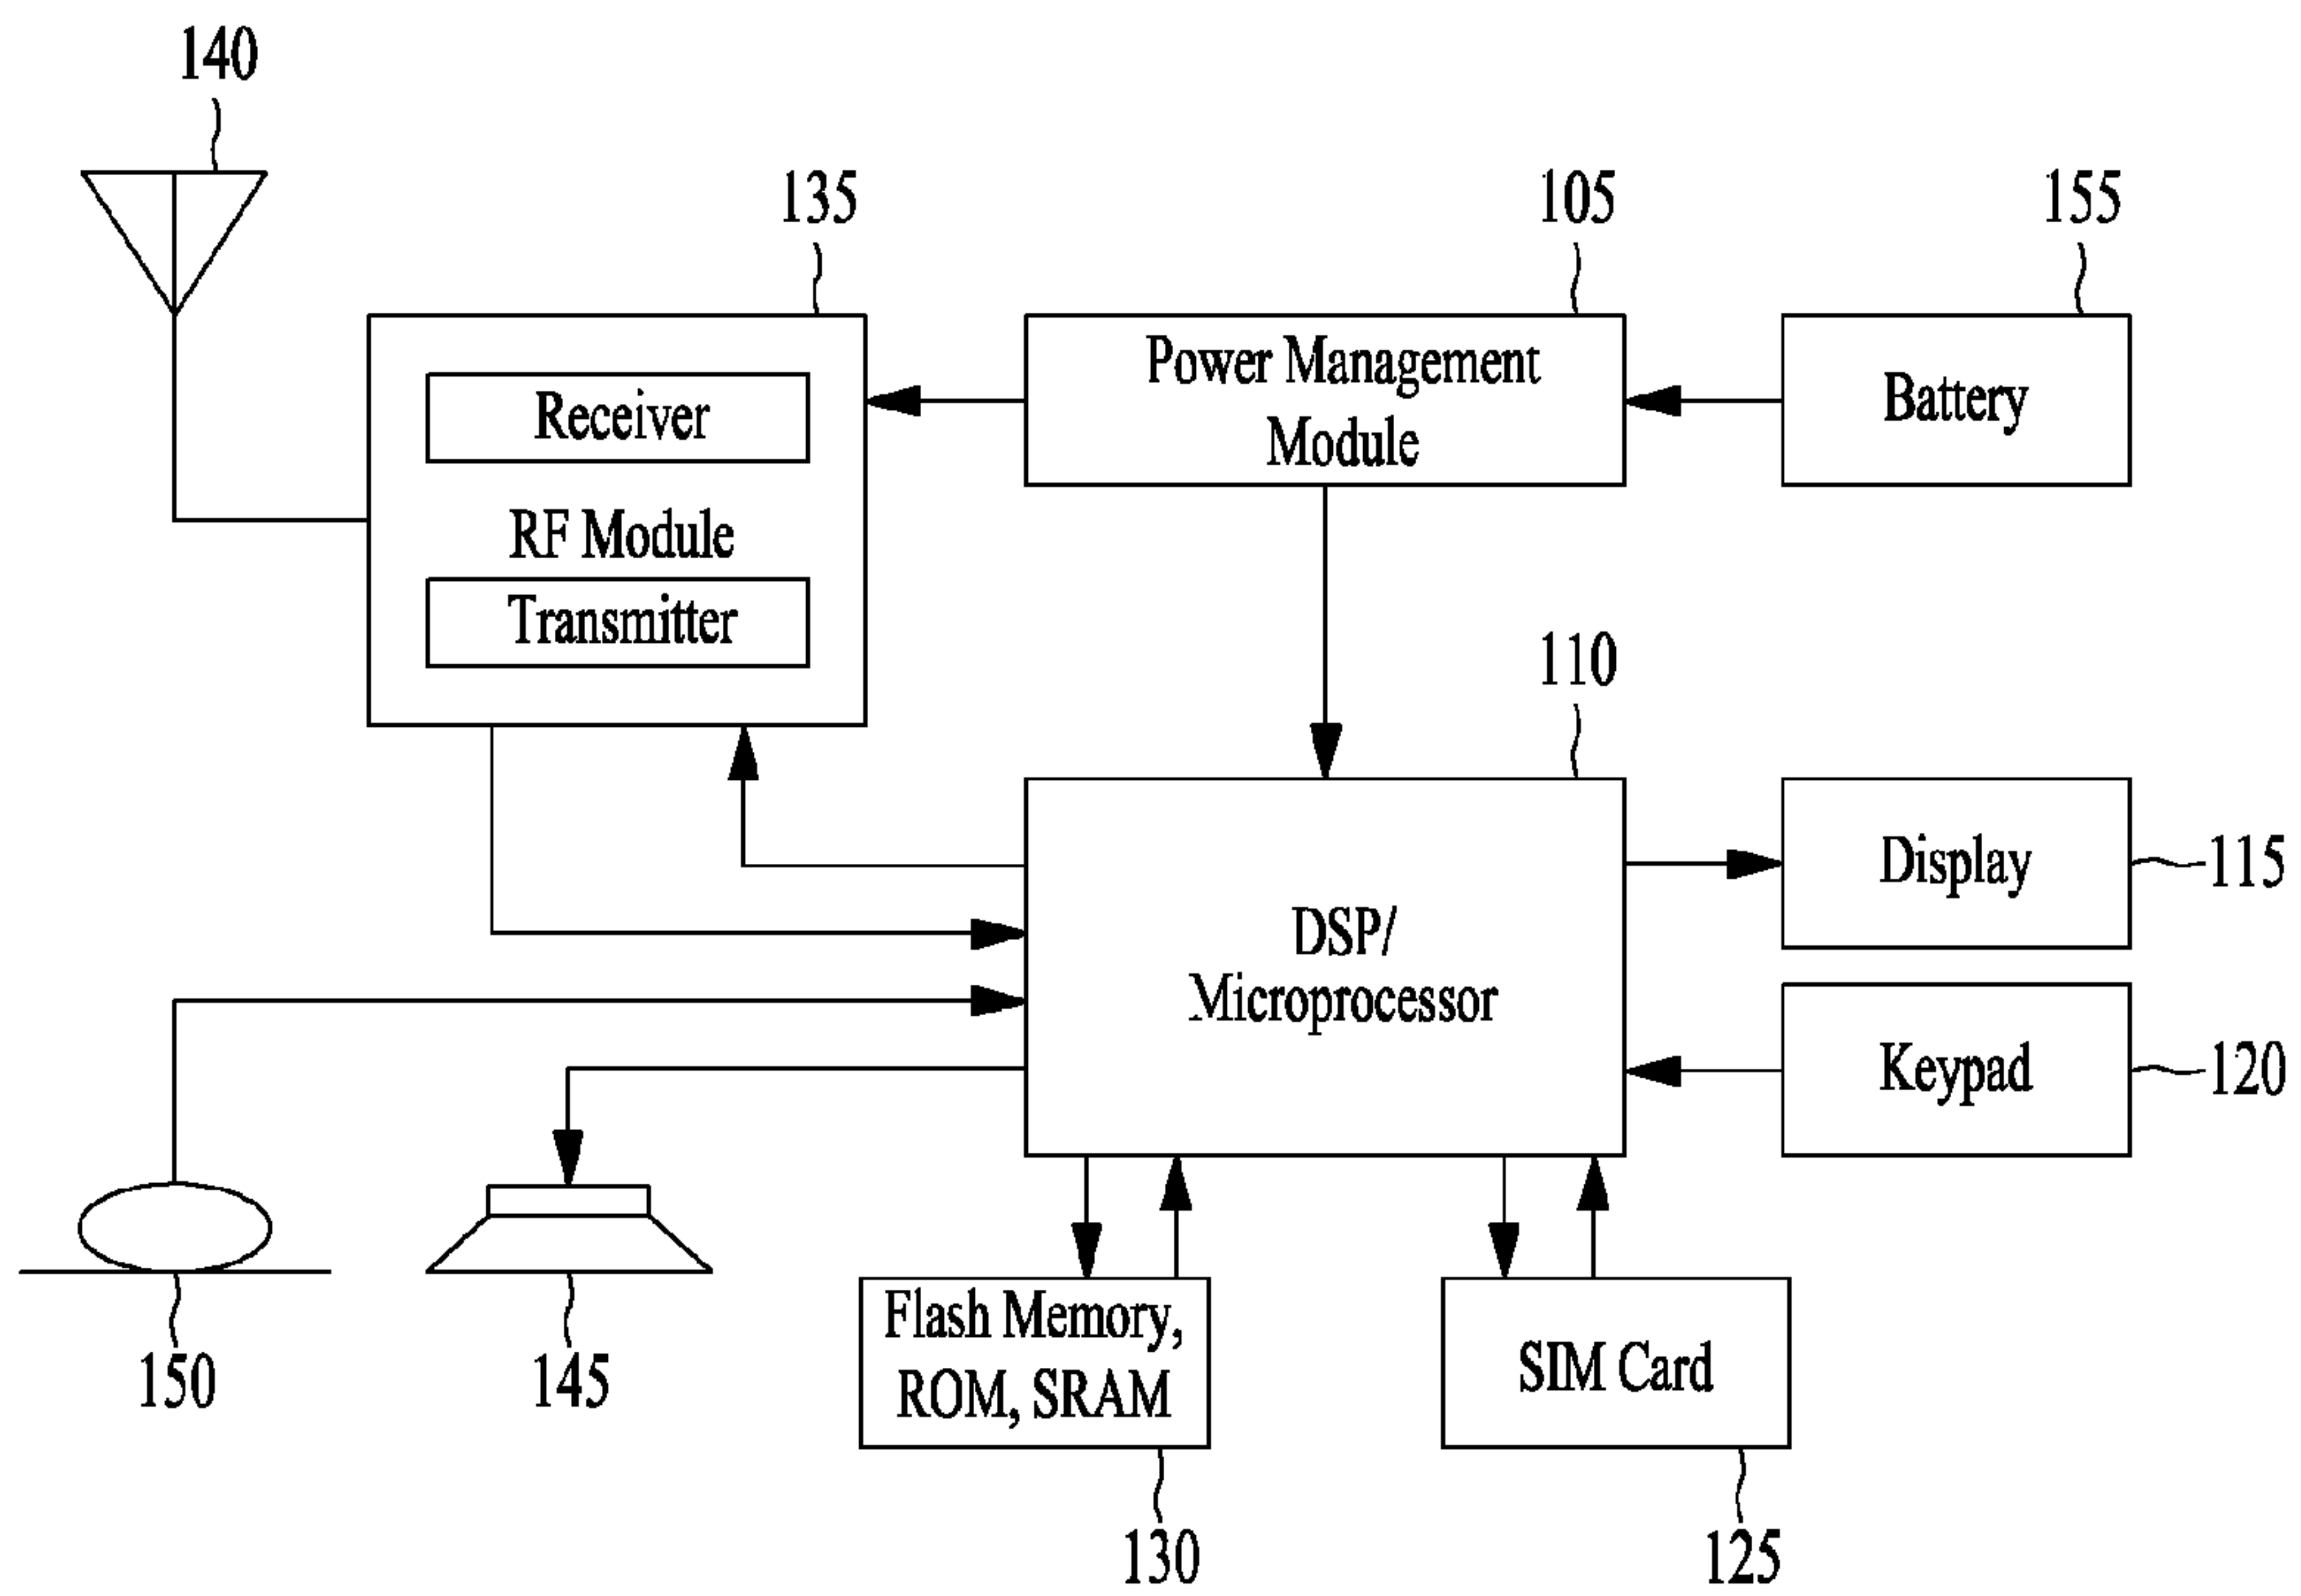 140
135
105
155
Power Management
Module
Battery
Receiver
RF Module
Transmitter
110
DSP/
Microprocessor
Display
115
Keypad
120
150
145
Flash Memory,
ROM, SRAM
SIM Card
130
125